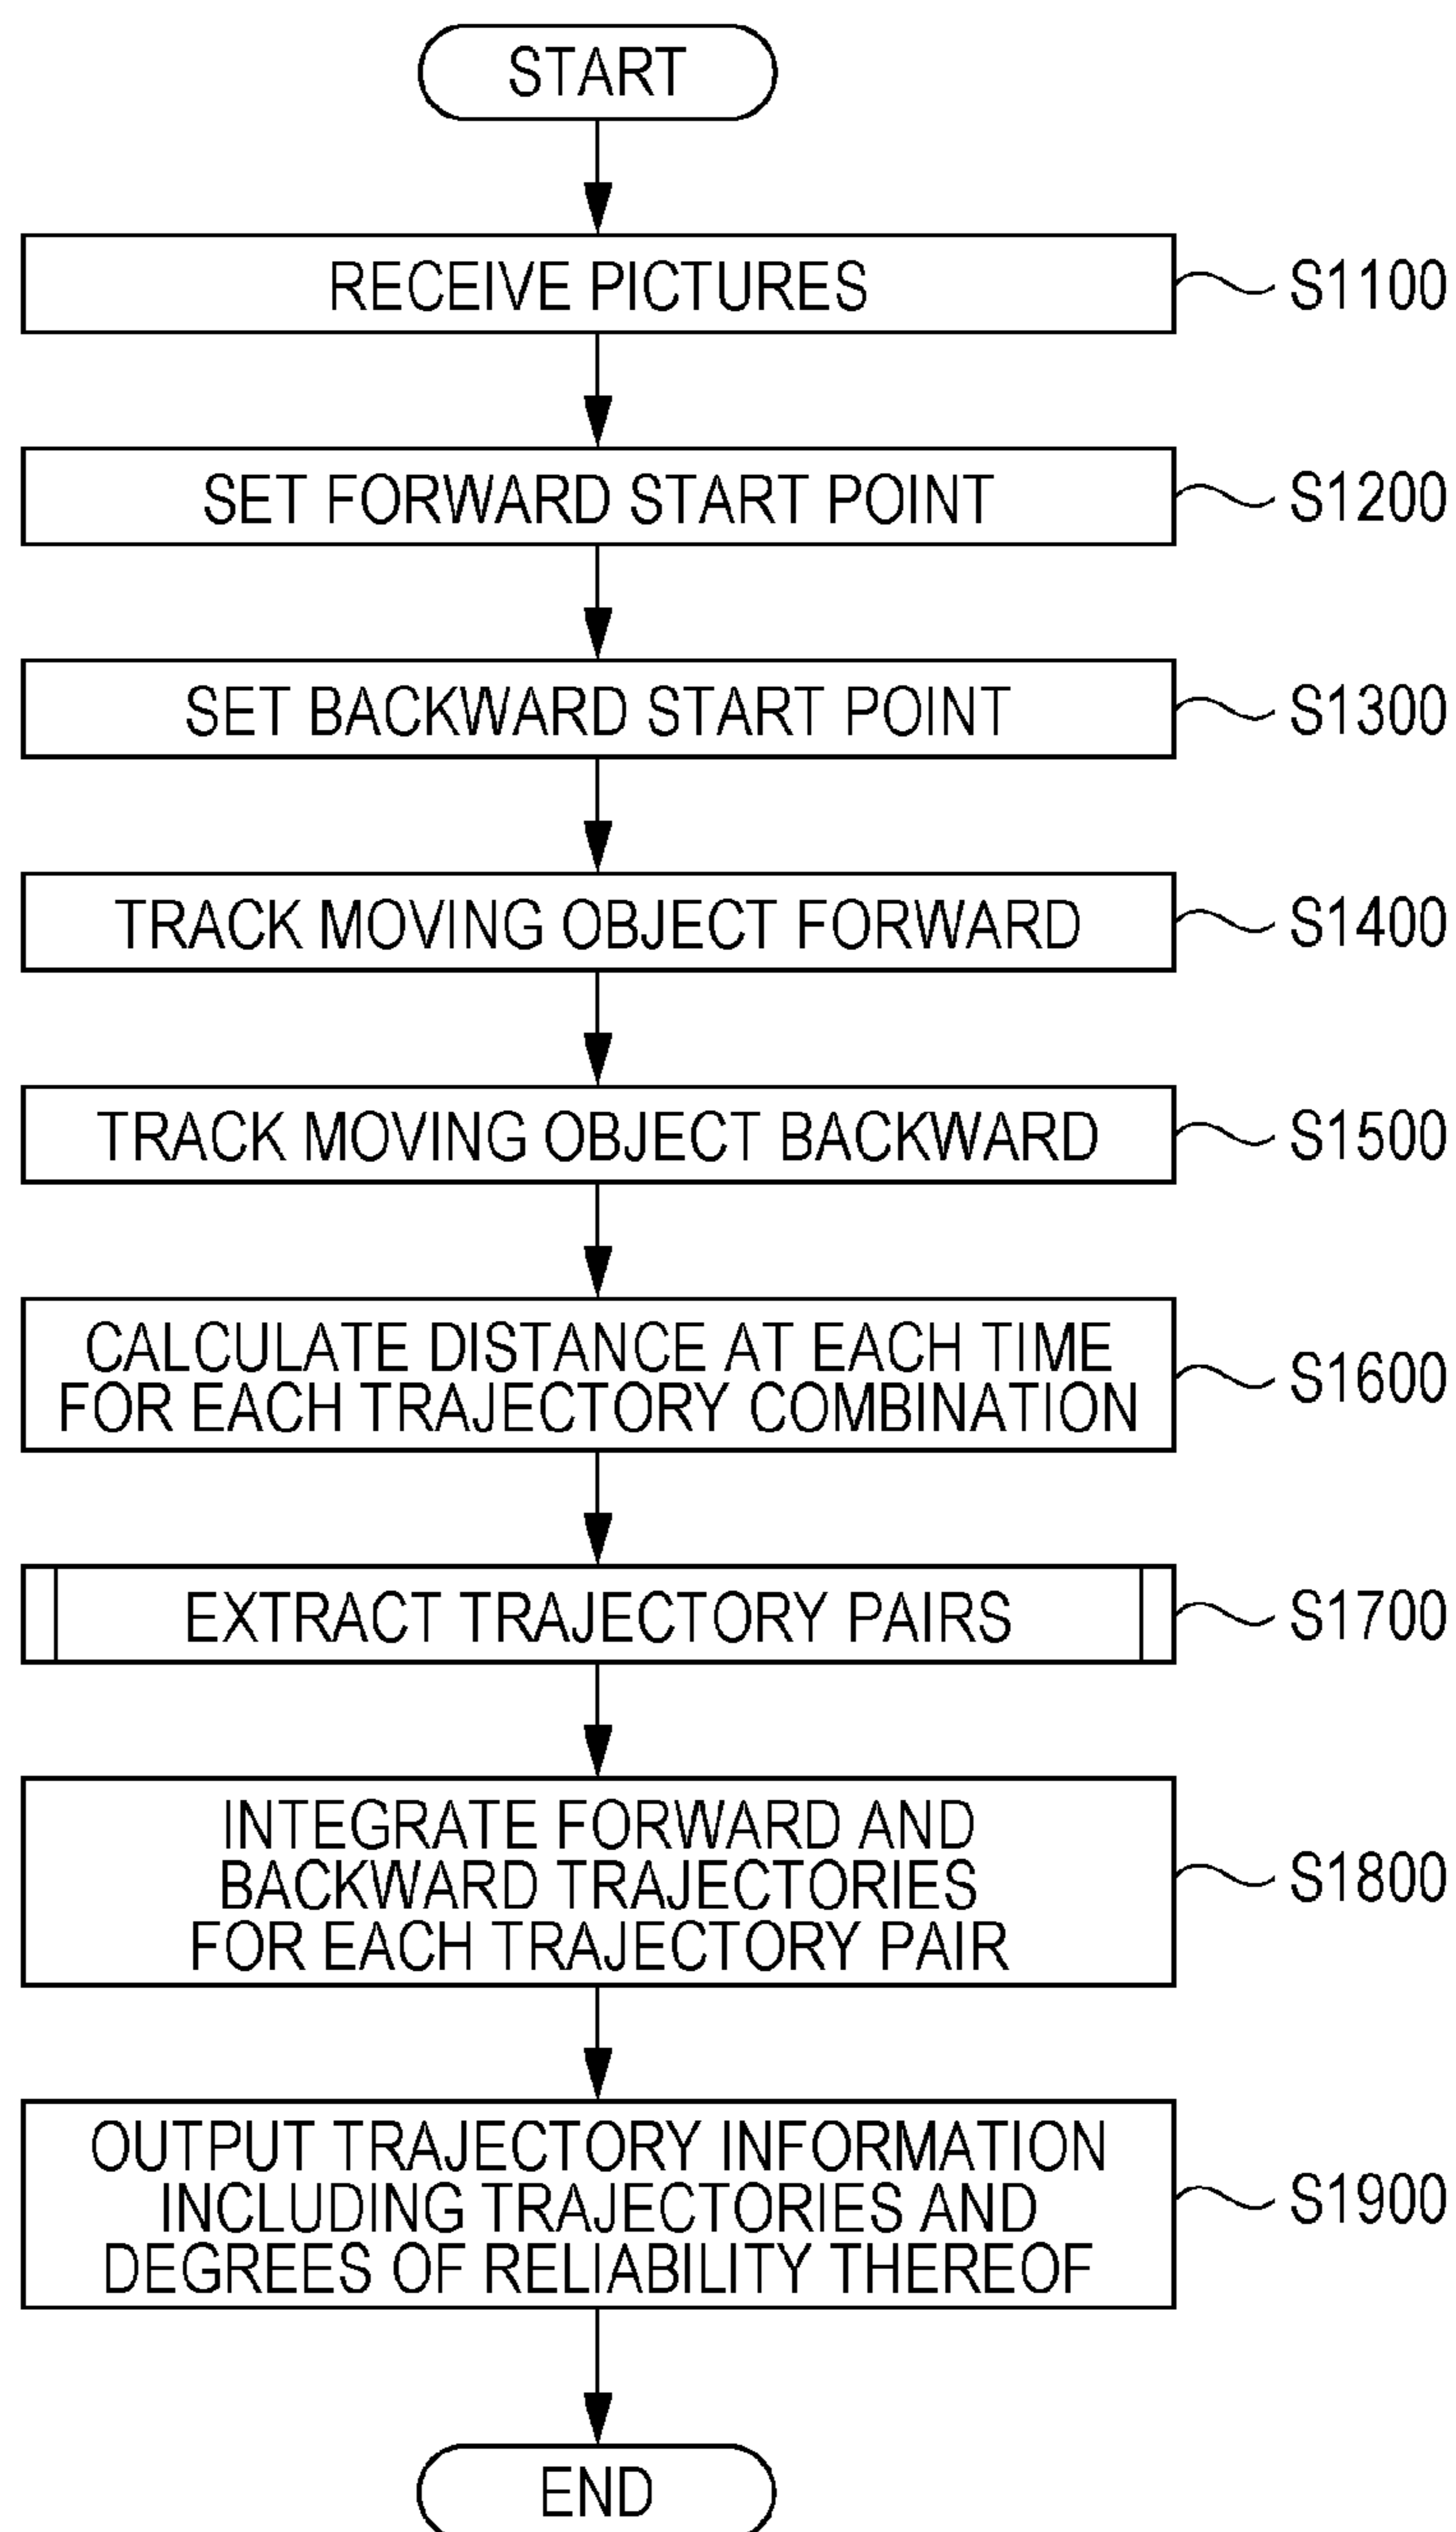 START
RECEIVE PICTURES
S1100
SET FORWARD START POINT
S1200
SET BACKWARD START POINT
S1300
TRACK MOVING OBJECT FORWARD
S1400
TRACK MOVING OBJECT BACKWARD
S1500
CALCULATE DISTANCE AT EACH TIME
FOR EACH TRAJECTORY COMBINATION
S1600
EXTRACT TRAJECTORY PAIRS
S1700
INTEGRATE FORWARD AND
BACKWARD TRAJECTORIES
FOR EACH TRAJECTORY PAIR
S1800
OUTPUT TRAJECTORY INFORMATION
INCLUDING TRAJECTORIES AND
DEGREES OF RELIABILITY THEREOF
S1900
END